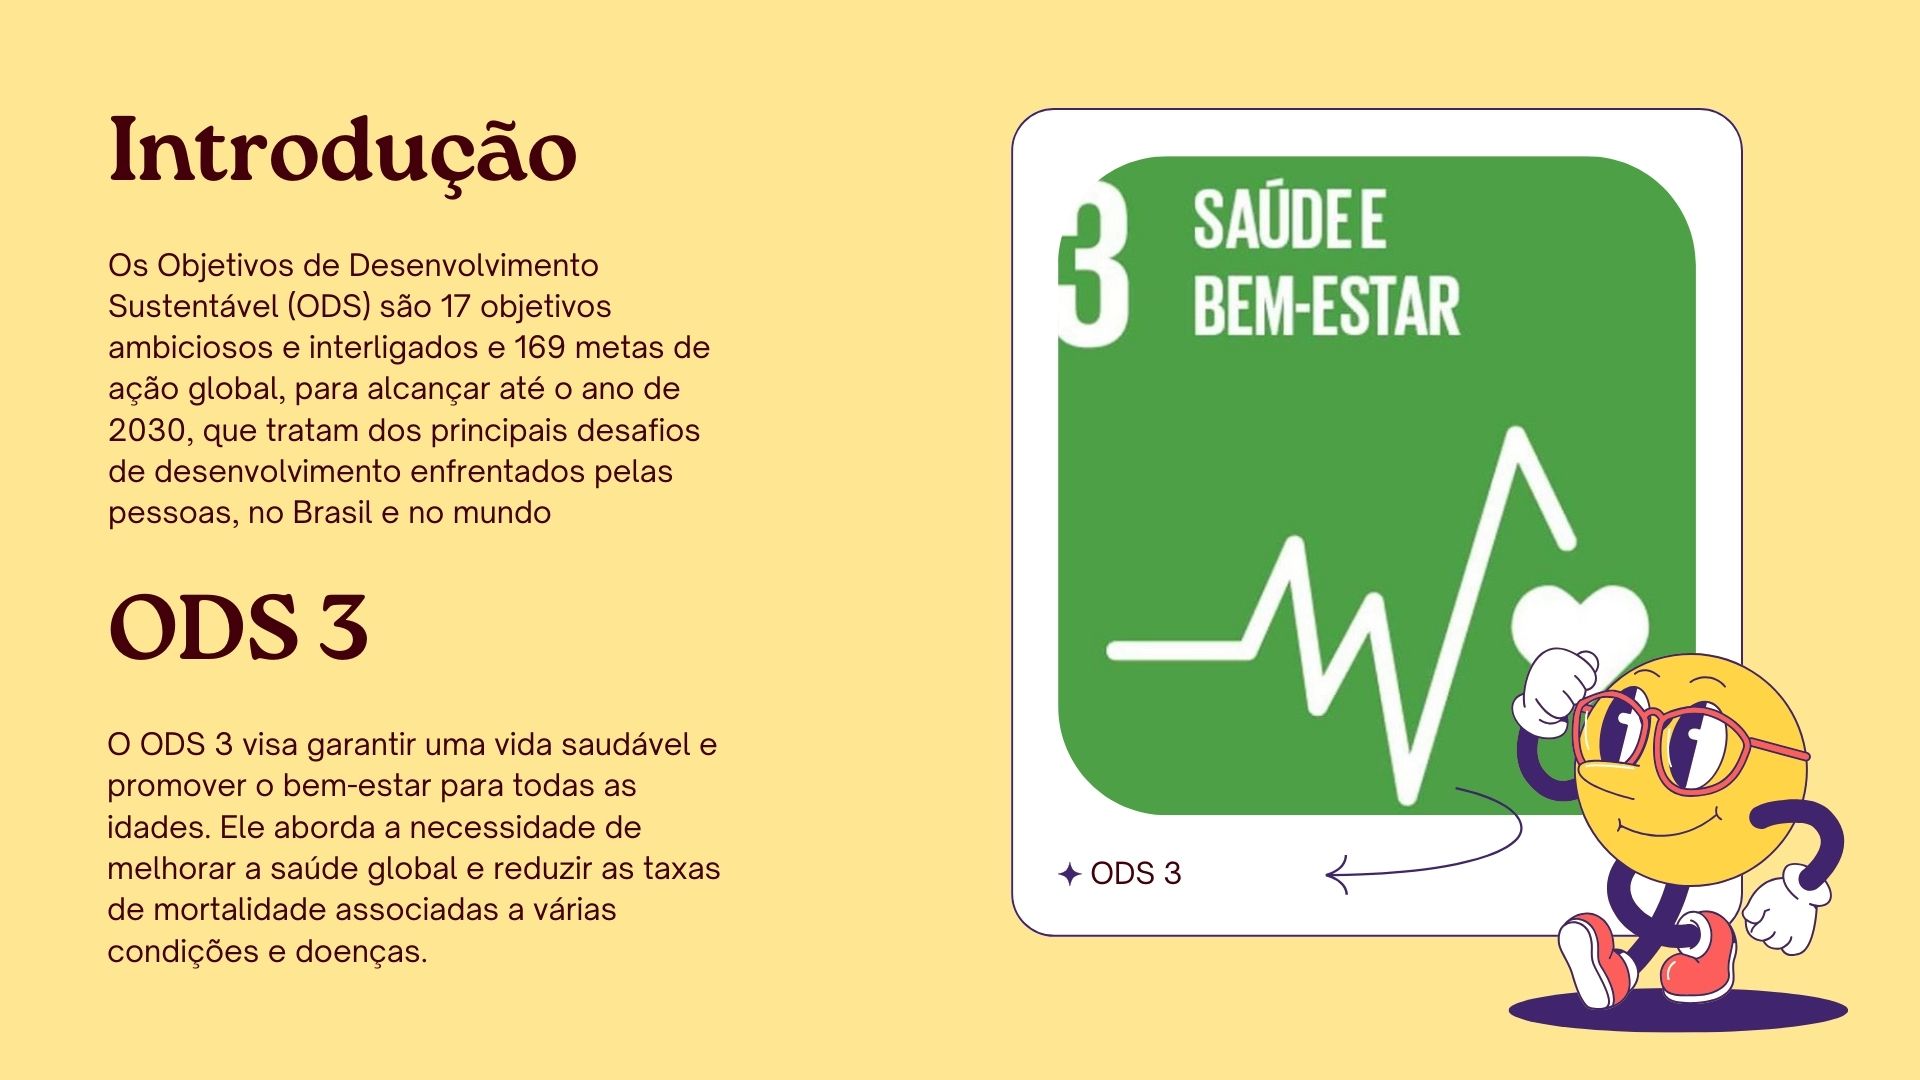 Introdução
Os Objetivos de Desenvolvimento
Sustentável (ODS) são 17 objetivos
ambiciosos e interligados e 169 metas de
ação global, para alcançar até o ano de
2030, que tratam dos principais desafios
de desenvolvimento enfrentados pelas
pessoas, no Brasil e no mundo
ODS 3
O ODS 3 visa garantir uma vida saudável e
promover o bem-estar para todas as
idades. Ele aborda a necessidade de
melhorar a saúde global e reduzir as taxas
de mortalidade associadas a várias
condições e doenças.
3 SAÚDE E
BEM-ESTAR
ODS 3